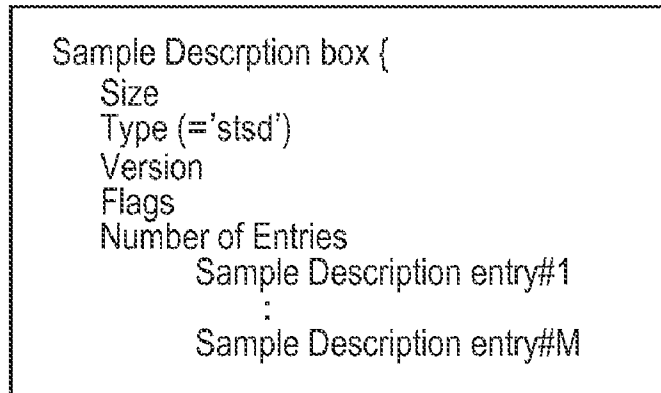 Sample Descrption box {
Size
Type (='stsd')
Version
Flags
Number of Entries
Sample Description entry#1
:
Sample Description entry#M